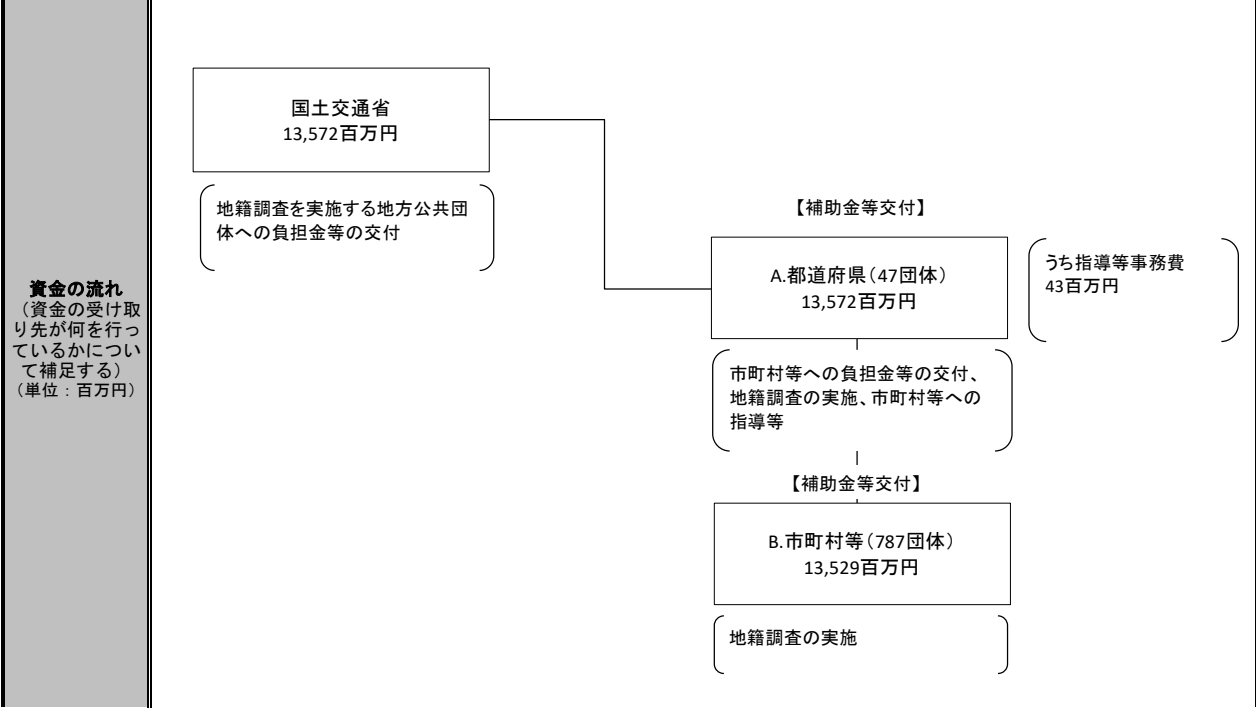 資金の流れ
（資金の受け取
り先が何を行っ
ているかについ
て補足する）
（単位：百万円）
国土交通省
13,572百万円
地籍調査を実施する地方公共団
体への負担金等の交付
【補助金等交付】
A.都道府県（47団体）
13,572百万円
うち指導等事務費
43百万円
市町村等への負担金等の交付、
地籍調査の実施、市町村等への
指導等
【補助金等交付】
B.市町村等（787団体）
13,529百万円
地籍調査の実施